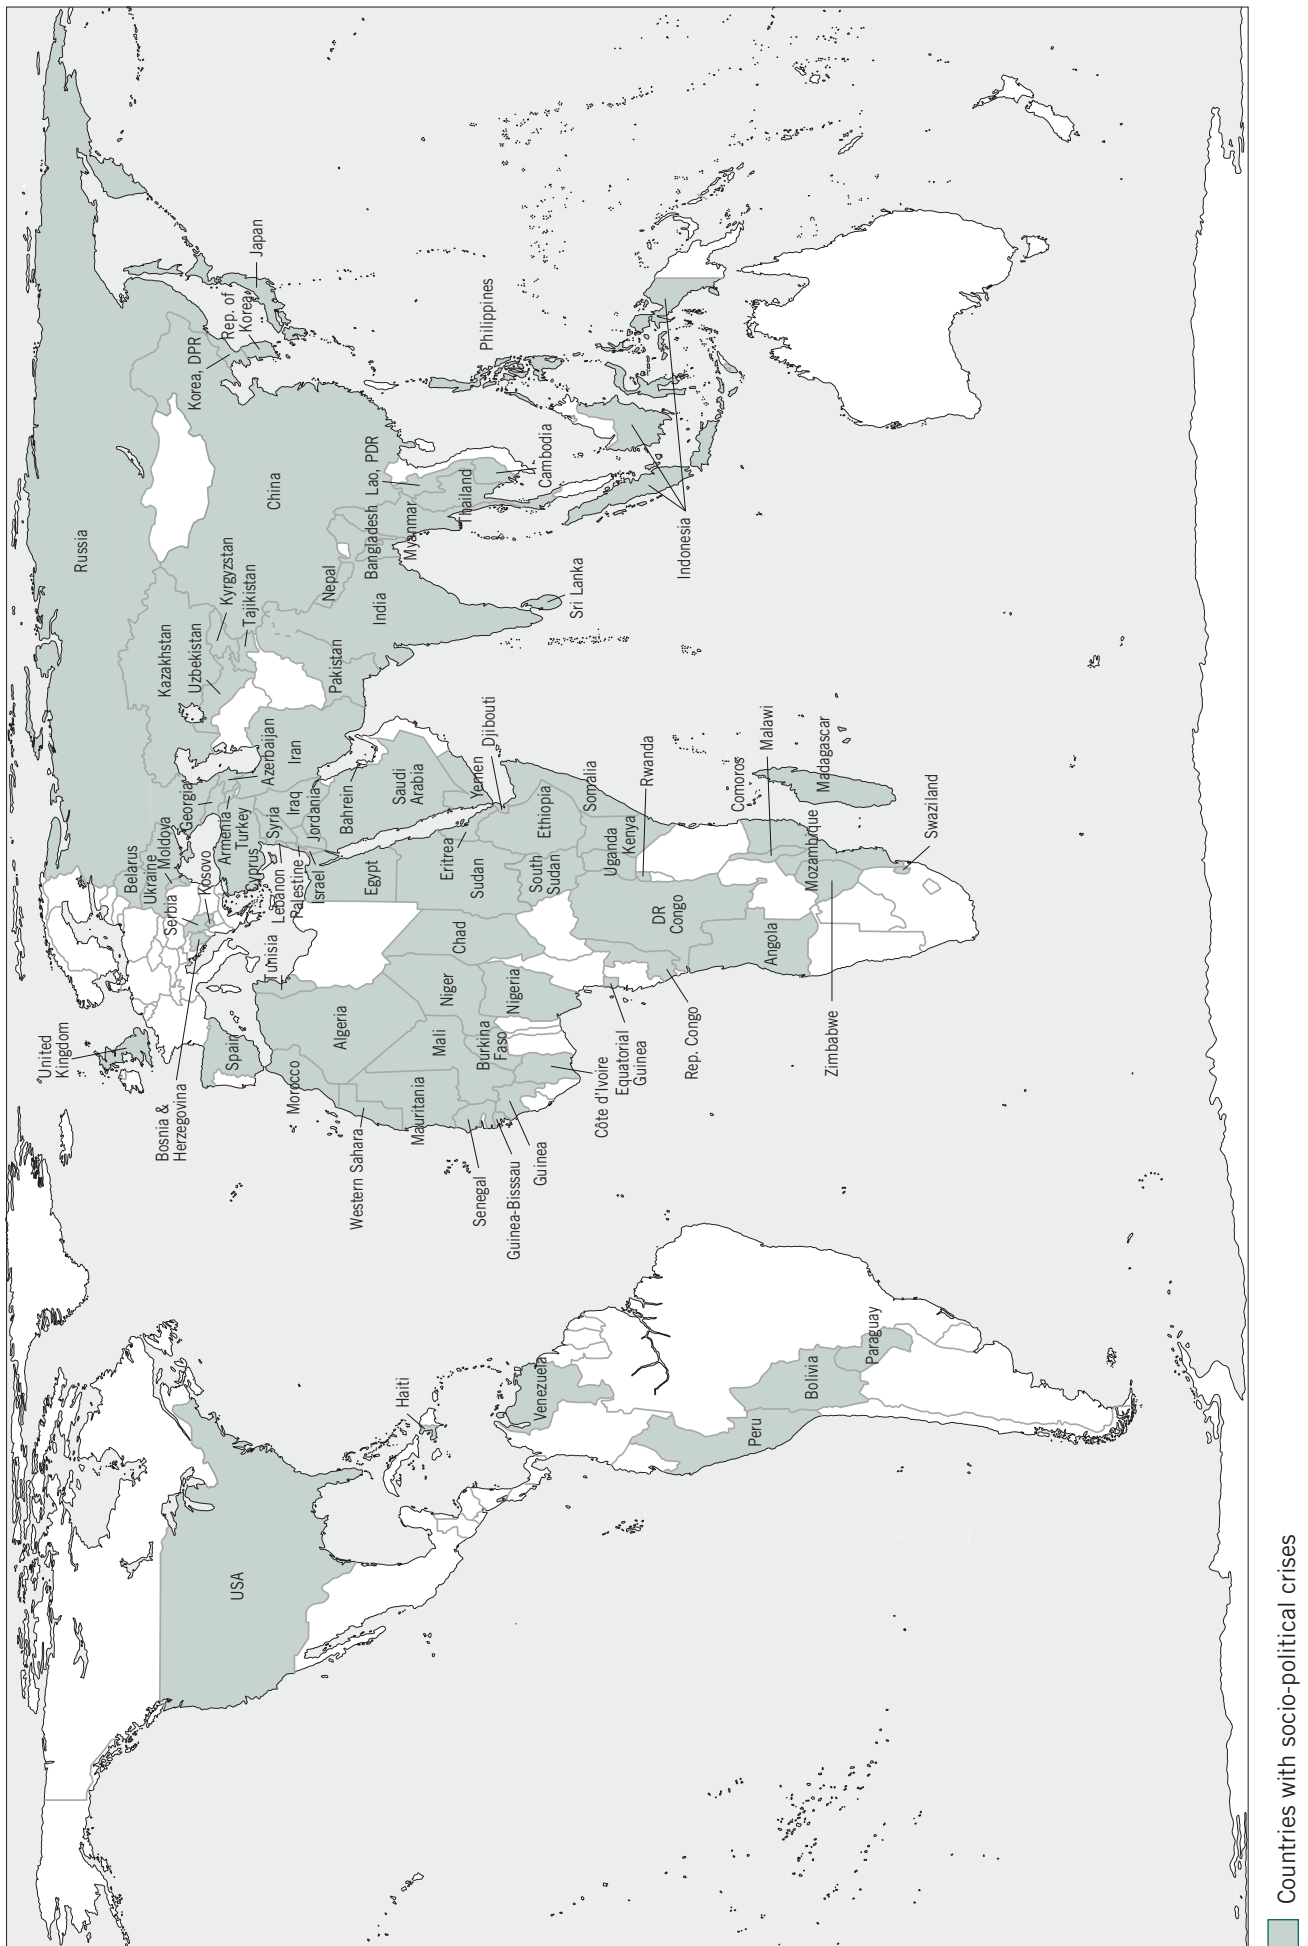 Russia
United
Kingdom
Belarus
Ukraine
Moldova
Kazakhstan
Bosnia &
Herzegovina
Serbia
Kosovo
Georgia
Uzbekistan
Kyrgyzstan
Korea, DPR
Rep. of
Korea
Japan
USA
Spain
Armenia
Turkey
Cyprus
Azerbaijan
Tajikistan
China
Tunisia
Lebanon
Syria
Palestine
Israel
Iraq
Jordania
Iran
Morocco
Algeria
Egypt
Bahrain
Pakistan
Nepal
Western Sahara
Haiti
India
Bangladesh
Lao, PDR
Mauritania
Mali
Niger
Chad
Eritrea
Sudan
Saudi
Arabia
Yemen
Djibouti
Myanmar
Thailand
Philippines
Senegal
Guinea-Bisssau
Guinea
Burkina
Faso
Nigeria
South
Sudan
Ethiopia
Somalia
Cambodia
Venezuela
Côte d'Ivoire
Equatorial
Guinea
Uganda
Kenya
Rwanda
Sri Lanka
Rep. Congo
DR
Congo
Indonesia
Peru
Bolivia
Paraguay
Angola
Comoros
Malawi
Zimbabwe
Mozambique
Madagascar
Swaziland
Countries with socio-political crises